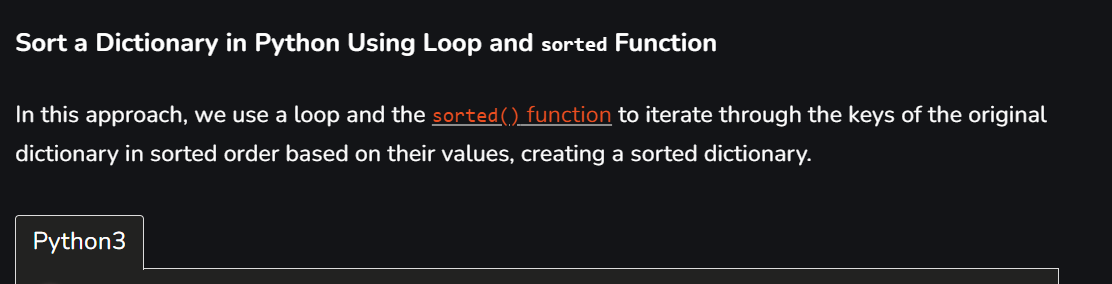 Sort a Dictionary in Python Using Loop and sorted Function
In this approach, we use a loop and the sorted() function to iterate through the keys of the original
dictionary in sorted order based on their values, creating a sorted dictionary.
Python3